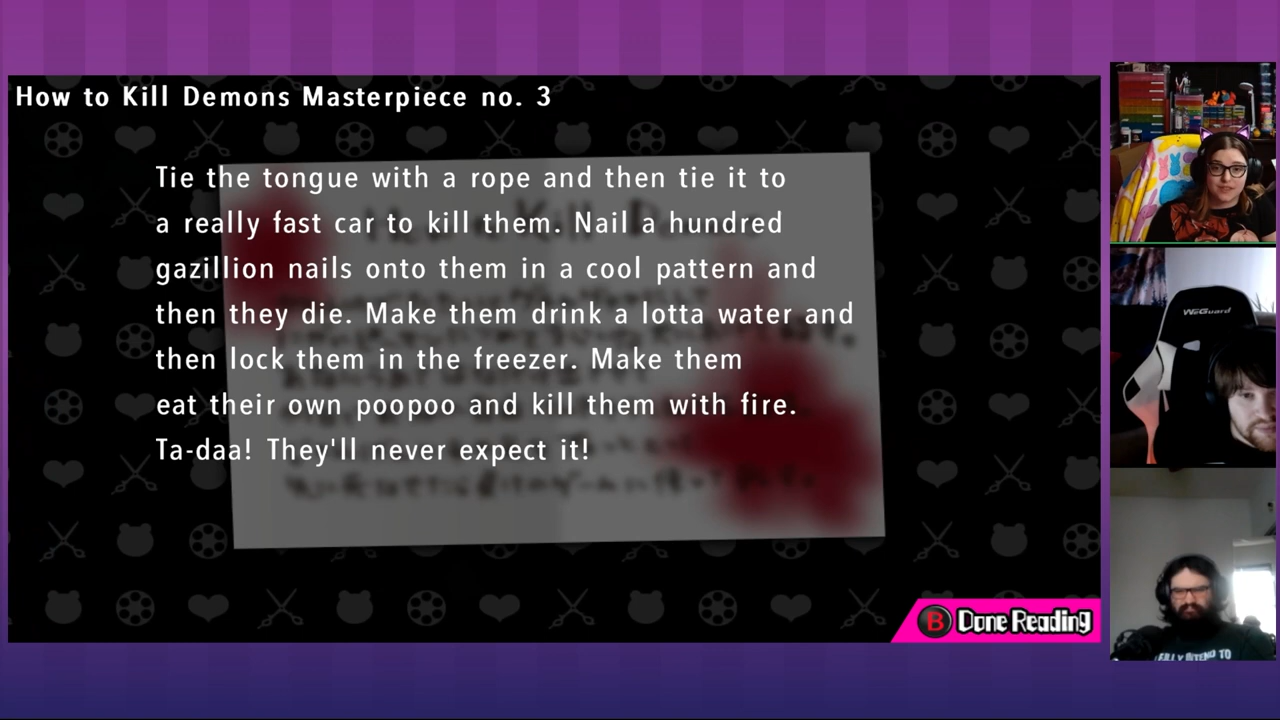 How to Kill Demons Masterpiece no. 3
Tie the tongue with a rope and then tie it to
a really fast car to kill them. Nail a hundred
gazillion nails onto them in a cool pattern and
then they die. Make them drink a lotta water and
then lock them in the freezer. Make them
eat their own poopoo and kill them with fire.
Ta-daa! They'll never expect it!
B Done Reading
WeGuard
TO